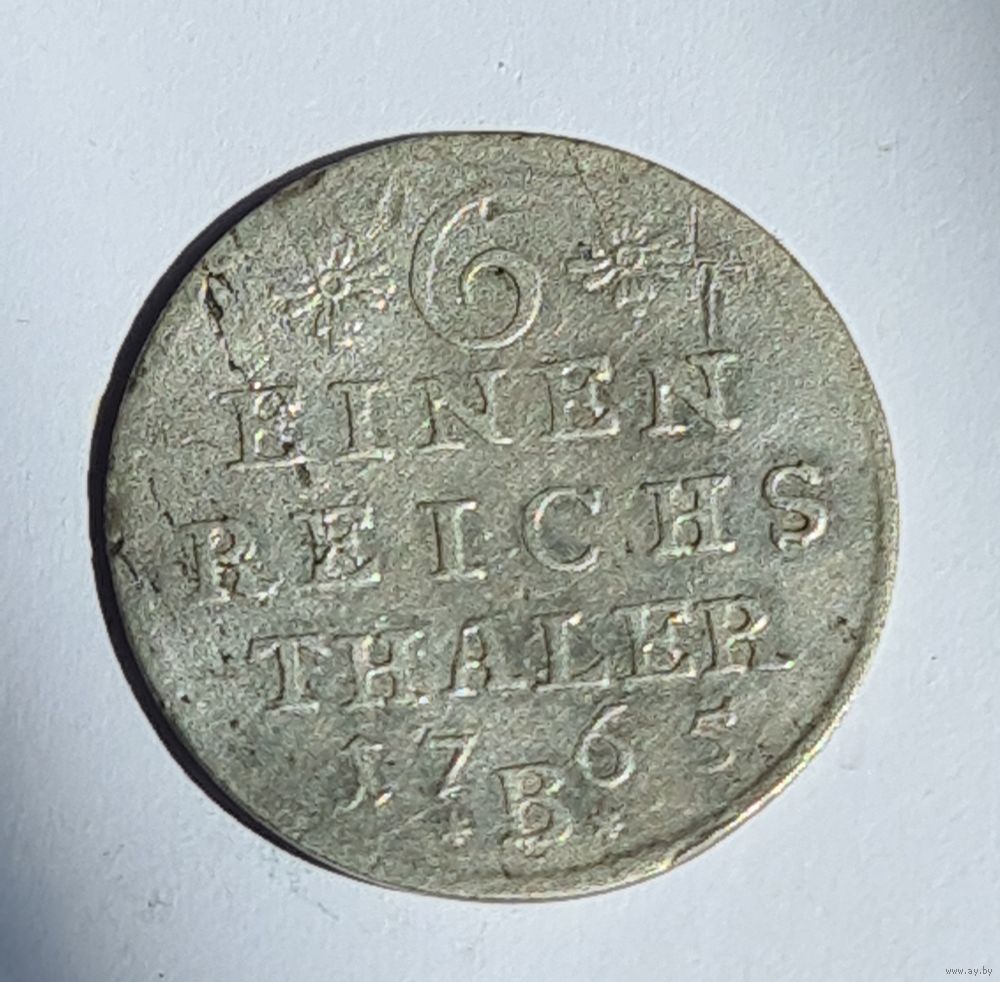 6
EINEN
REICHS
THALER
1765
B
www.ay.by